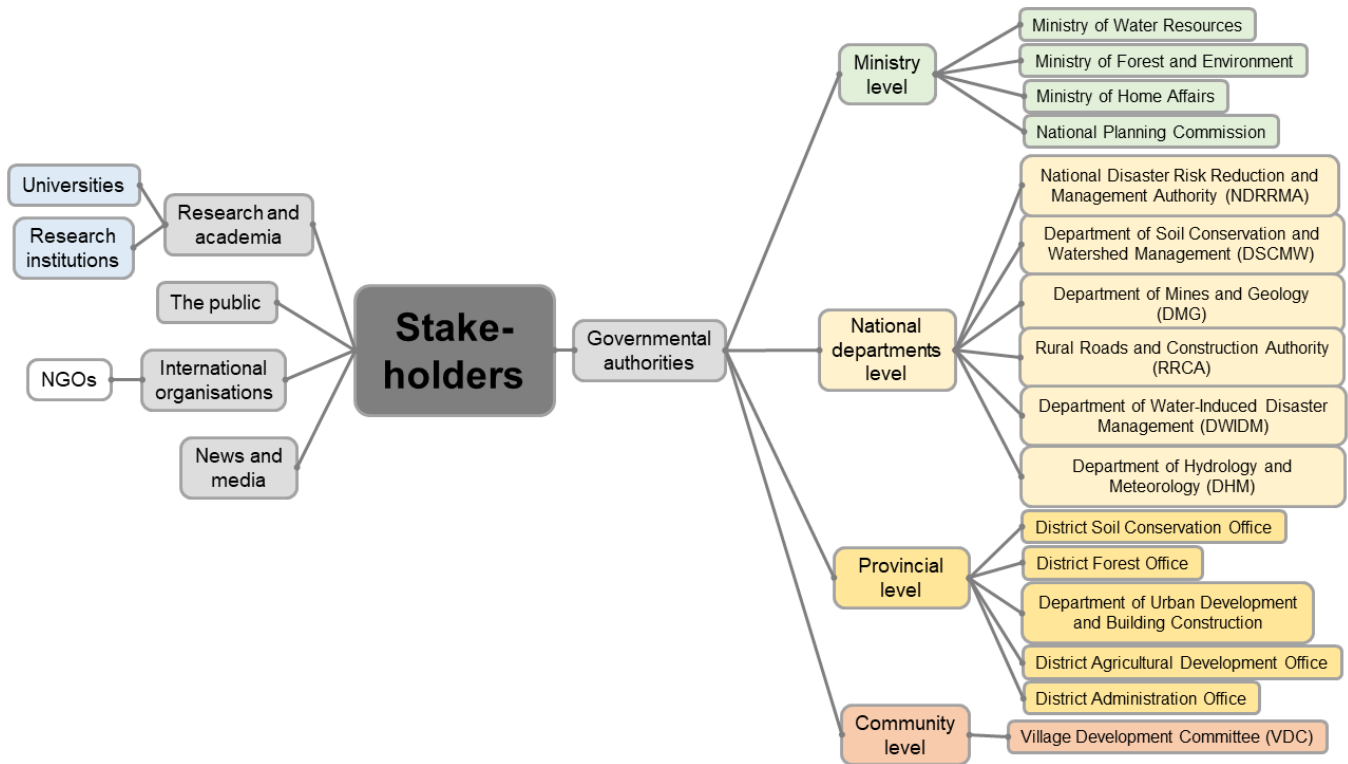 Stake-
holders
Research and
academia
Universities
Research
institutions
The public
International
organisations
NGOs
News and
media
Governmental
authorities
Ministry
level
Ministry of Water Resources
Ministry of Forest and Environment
Ministry of Home Affairs
National Planning Commission
National
departments
level
National Disaster Risk Reduction and
Management Authority (NDRRMA)
Department of Soil Conservation and
Watershed Management (DSCMW)
Department of Mines and Geology
(DMG)
Rural Roads and Construction Authority
(RRCA)
Department of Water-Induced Disaster
Management (DWIDM)
Department of Hydrology and
Meteorology (DHM)
Provincial
level
District Soil Conservation Office
District Forest Office
Department of Urban Development
and Building Construction
District Agricultural Development Office
District Administration Office
Community
level
Village Development Committee (VDC)